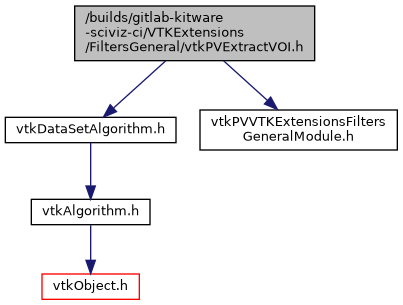 /builds/gitlab-kitware
-sciviz-ci/VTKExtensions
/FiltersGeneral/vtkPVExtractVOI.h
vtkDataSetAlgorithm.h
vtkPVVTKExtensionsFilters
GeneralModule.h
vtkAlgorithm.h
vtkObject.h